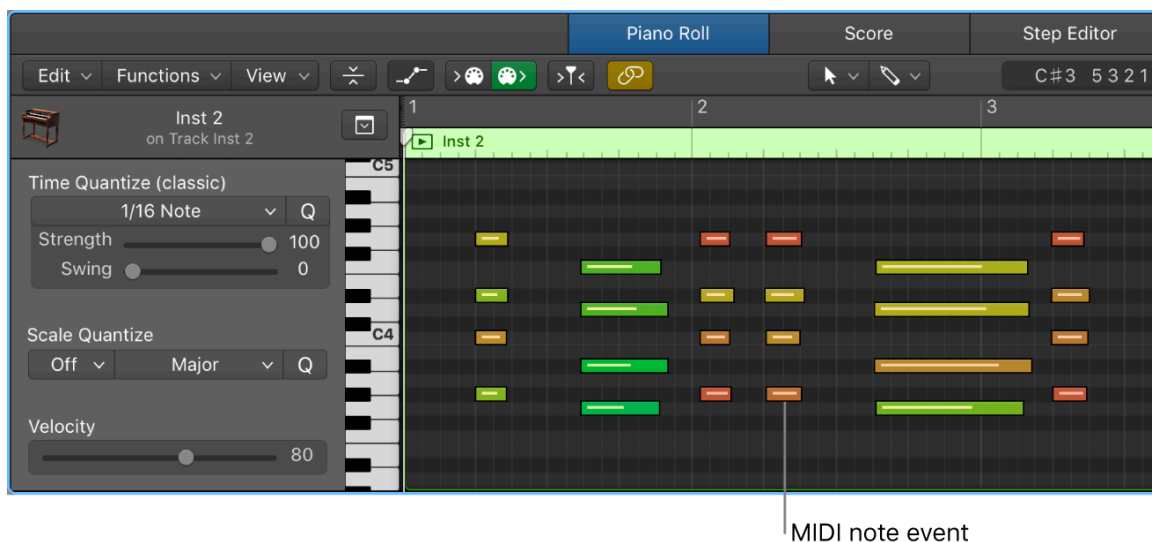 Piano Roll
Score
Step Editor
Edit
Functions
View
C♯3 5 3 2 1
Inst 2
on Track Inst 2
1
2
3
Inst 2
C5
Time Quantize (classic)
1/16 Note
Q
Strength
100
Swing
0
C4
Scale Quantize
Off
Major
Q
Velocity
80
MIDI note event